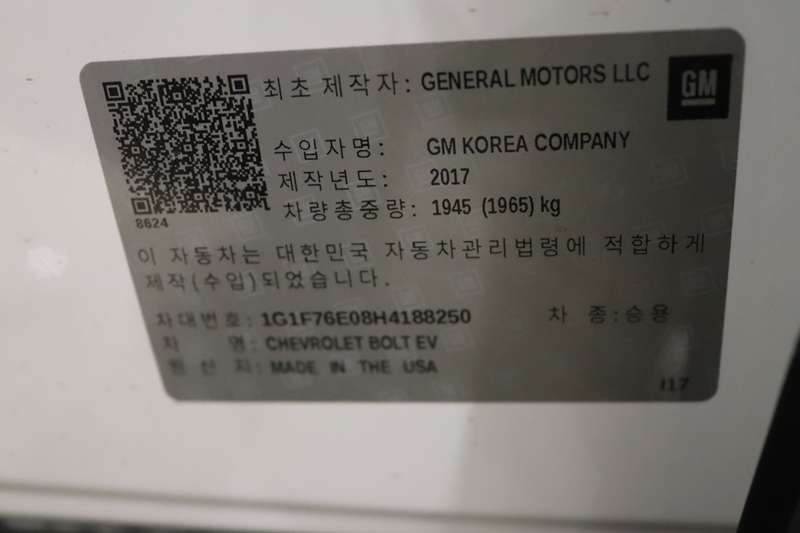 최초 제작자: GENERAL MOTORS LLC
GM
수입자명: GM KOREA COMPANY
제작년도: 2017
차량총중량: 1945 (1965) kg
8624
이 자동차는 대한민국 자동차관리법령에 적합하게
제작(수입)되었습니다.
차대번호: 1G1F76E08H4188250 차 종:승용
차 명: CHEVROLET BOLT EV
원산지: MADE IN THE USA
I17